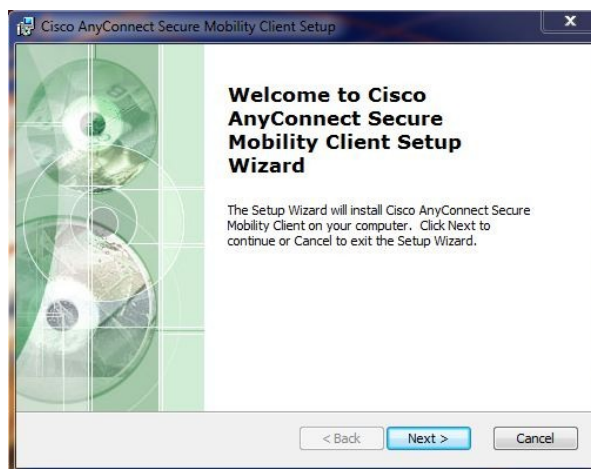 Cisco AnyConnect Secure Mobility Client Setup
X
Welcome to Cisco
AnyConnect Secure
Mobility Client Setup
Wizard
The Setup Wizard will install Cisco AnyConnect Secure
Mobility Client on your computer.  Click Next to
continue or Cancel to exit the Setup Wizard.
< Back
Next >
Cancel